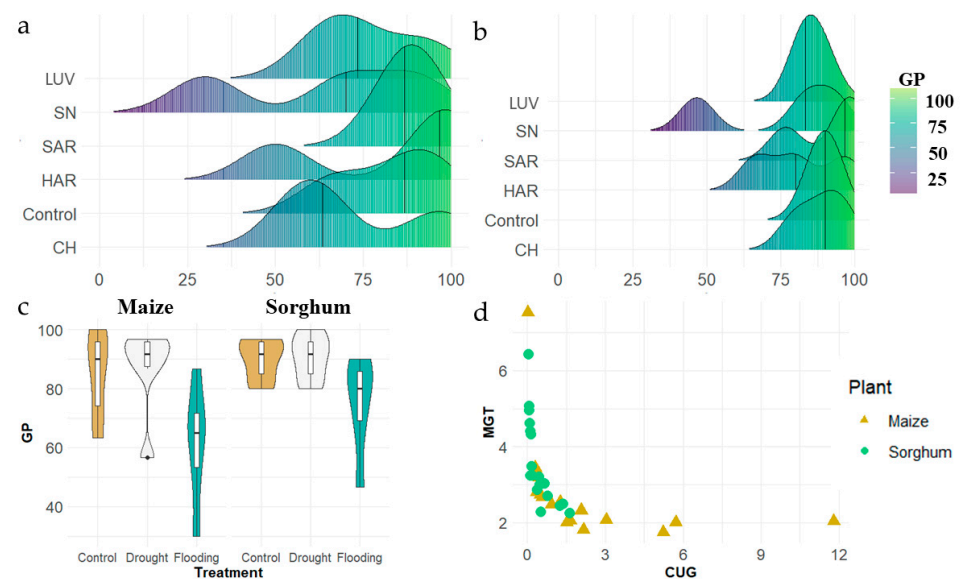 a
LUV
SN
SAR
HAR
Control
CH
0 25 50 75 100
b
LUV
SN
SAR
HAR
Control
CH
0 25 50 75 100
GP
100
75
50
25
c Maize Sorghum
100
80
60
40
GP
Control Drought Flooding Control Drought Flooding
Treatment
d
6
4
2
MGT
0 3 6 9 12
CUG
Plant
Maize
Sorghum